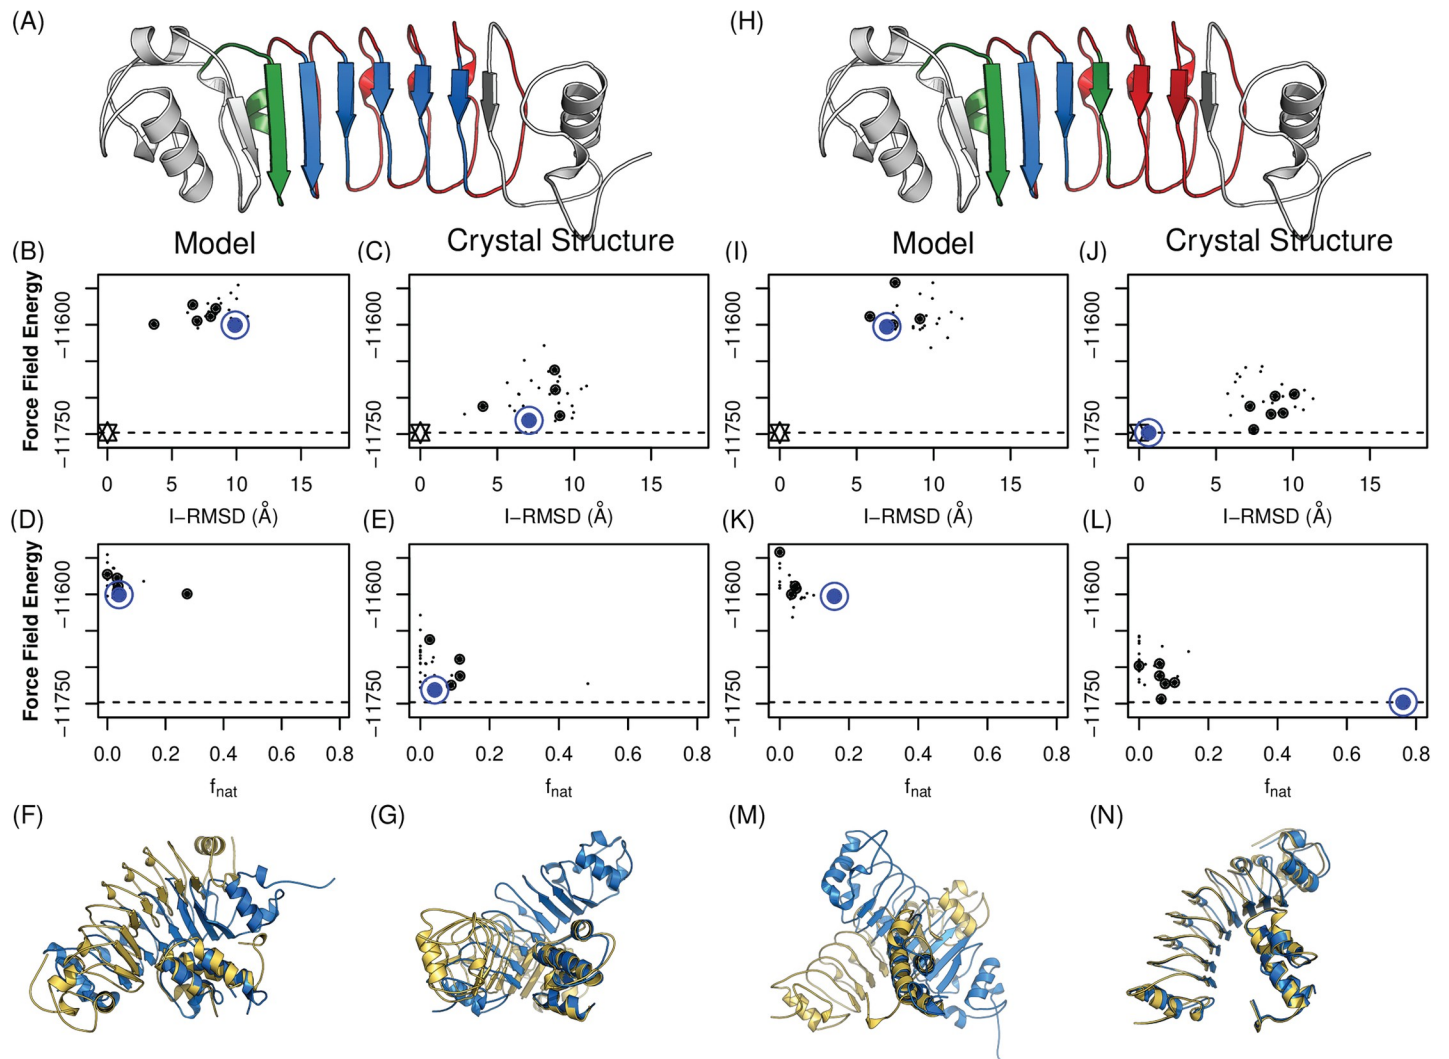 (A)
(H)
(B)
Model
(C)
Crystal Structure
(I)
Model
(J)
Crystal Structure
Force Field Energy
−11600
−11750
−11600
−11750
−11600
−11750
−11600
−11750
0 5 10 15
0 5 10 15
0 5 10 15
0 5 10 15
(D)
I−RMSD (Å)
(E)
I−RMSD (Å)
(K)
I−RMSD (Å)
(L)
I−RMSD (Å)
Force Field Energy
−11600
−11750
−11600
−11750
−11600
−11750
−11600
−11750
0.0 0.2 0.4 0.6 0.8
0.0 0.2 0.4 0.6 0.8
0.0 0.2 0.4 0.6 0.8
0.0 0.2 0.4 0.6 0.8
fnat
fnat
fnat
fnat
(F)
(G)
(M)
(N)